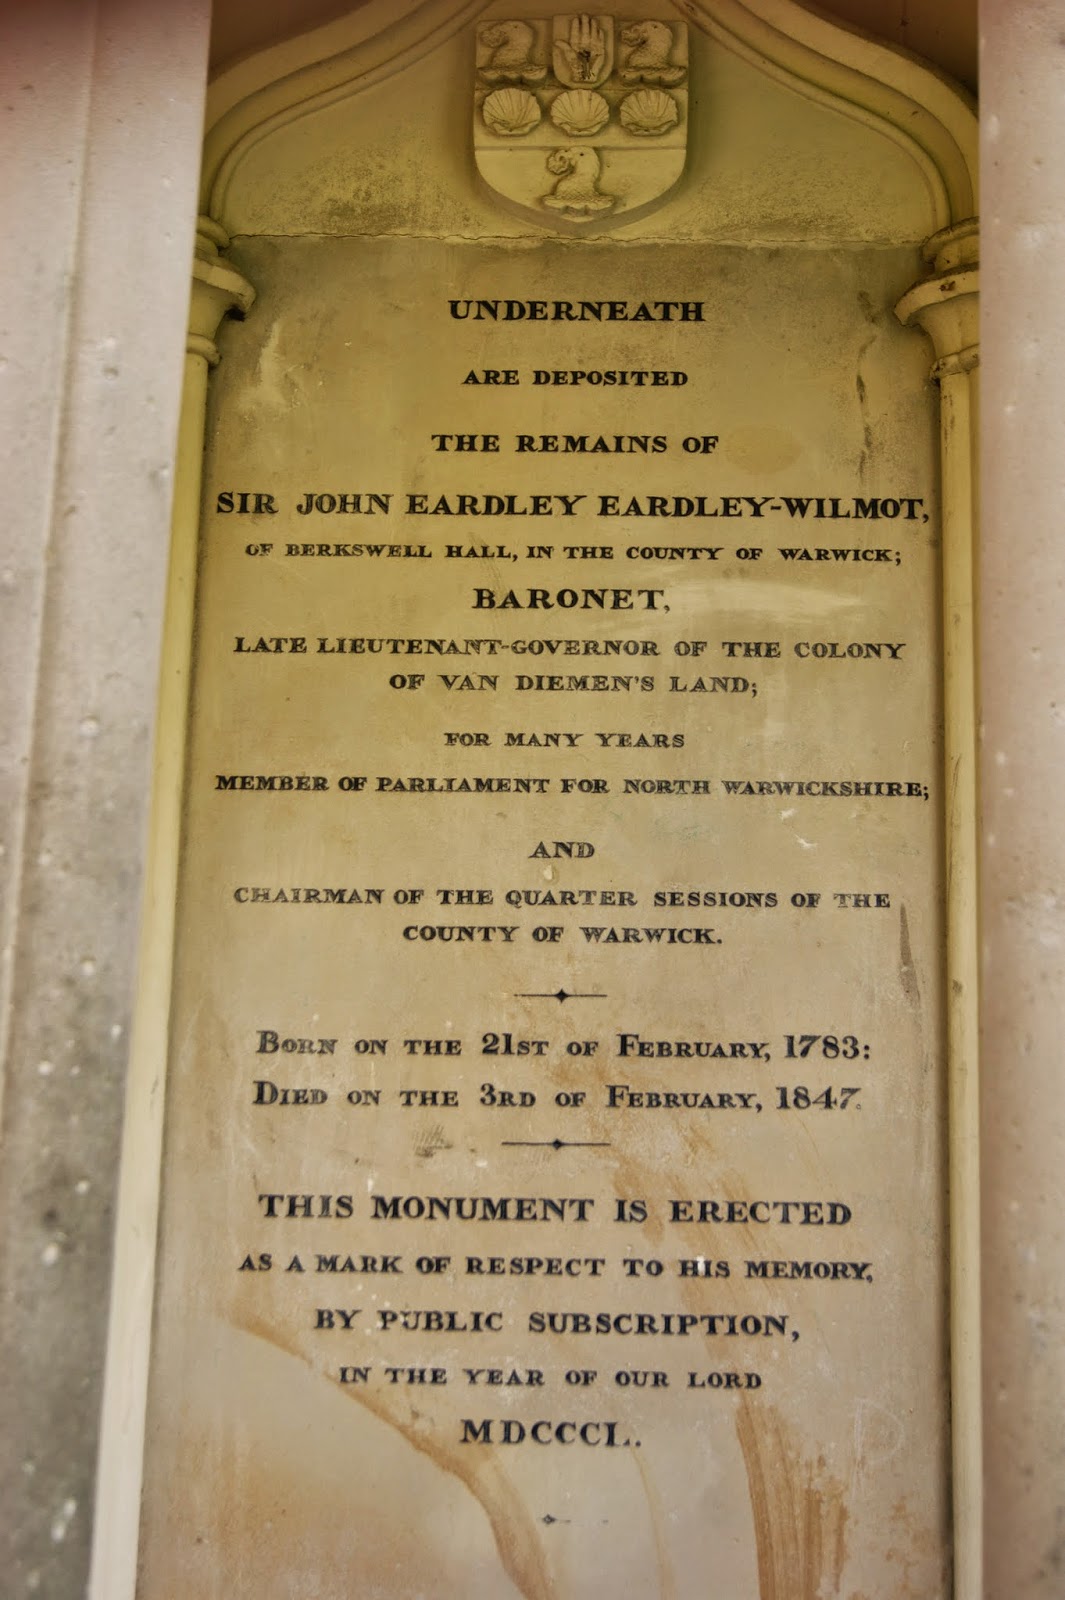 UNDERNEATH
ARE DEPOSITED
THE REMAINS OF
SIR JOHN EARDLEY EARDLEY-WILMOT,
OF BERKSWELL HALL, IN THE COUNTY OF WARWICK;
BARONET,
LATE LIEUTENANT-GOVERNOR OF THE COLONY
OF VAN DIEMEN'S LAND;
FOR MANY YEARS
MEMBER OF PARLIAMENT FOR NORTH WARWICKSHIRE;
AND
CHAIRMAN OF THE QUARTER SESSIONS OF THE
COUNTY OF WARWICK.
BORN ON THE 21ST OF FEBRUARY, 1783:
DIED ON THE 3RD OF FEBRUARY, 1847.
THIS MONUMENT IS ERECTED
AS A MARK OF RESPECT TO HIS MEMORY,
BY PUBLIC SUBSCRIPTION,
IN THE YEAR OF OUR LORD
MDCCCL.